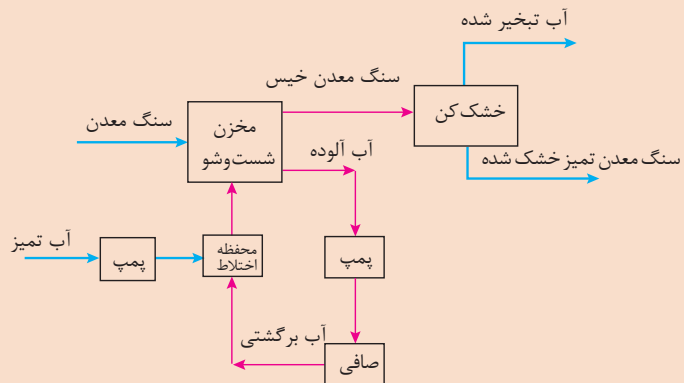 آب تبخیر شده
سنگ معدن خیس
خشک‌کن
مخزن
شست‌وشو
سنگ معدن
آب آلوده
سنگ معدن تمیز خشک شده
آب تمیز
پمپ
محفظه
اختلاط
پمپ
آب برگشتی
صافی